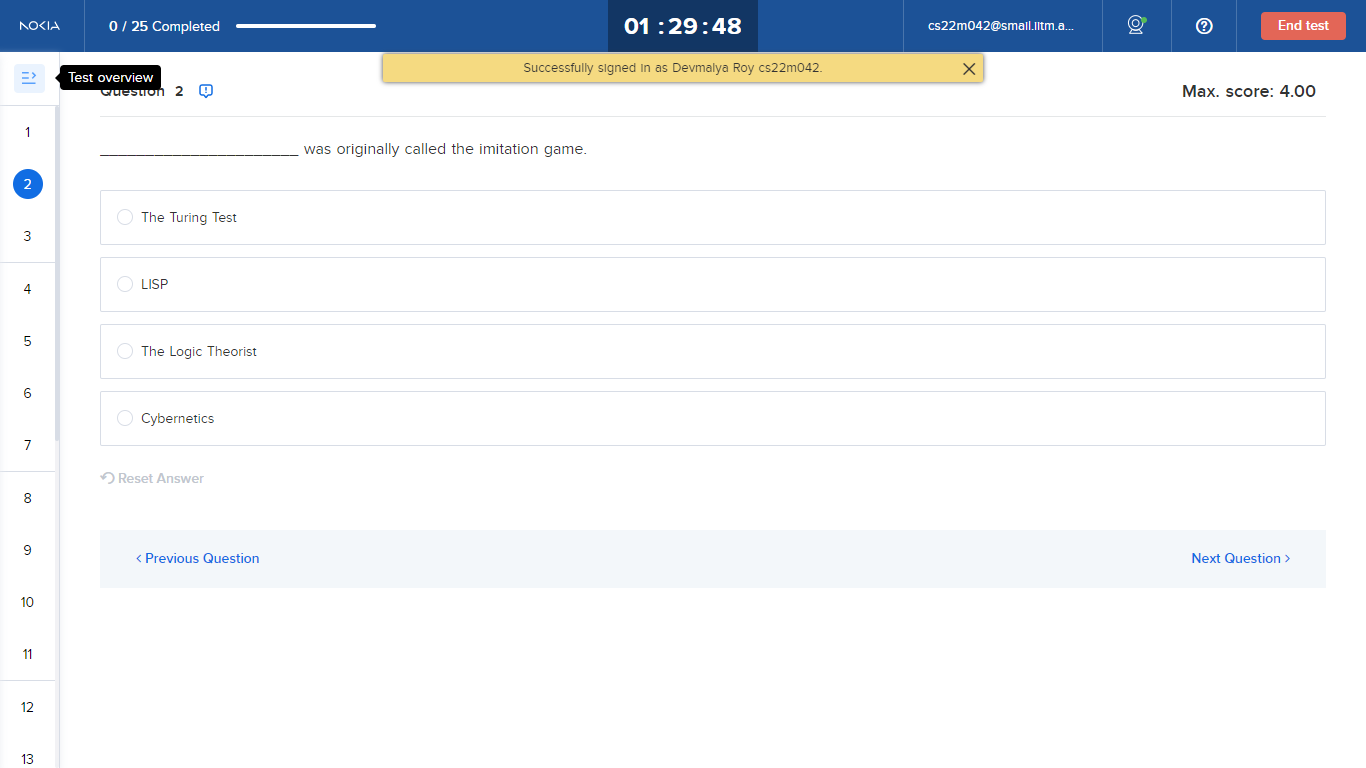 NOKIA
0 / 25 Completed
01 : 29 : 48
cs22m042@smail.iitm.a...
End test
Test overview
Successfully signed in as Devmalya Roy cs22m042.
Question 2
Max. score: 4.00
______________________ was originally called the imitation game.
The Turing Test
LISP
The Logic Theorist
Cybernetics
Reset Answer
Previous Question
Next Question
1
2
3
4
5
6
7
8
9
10
11
12
13